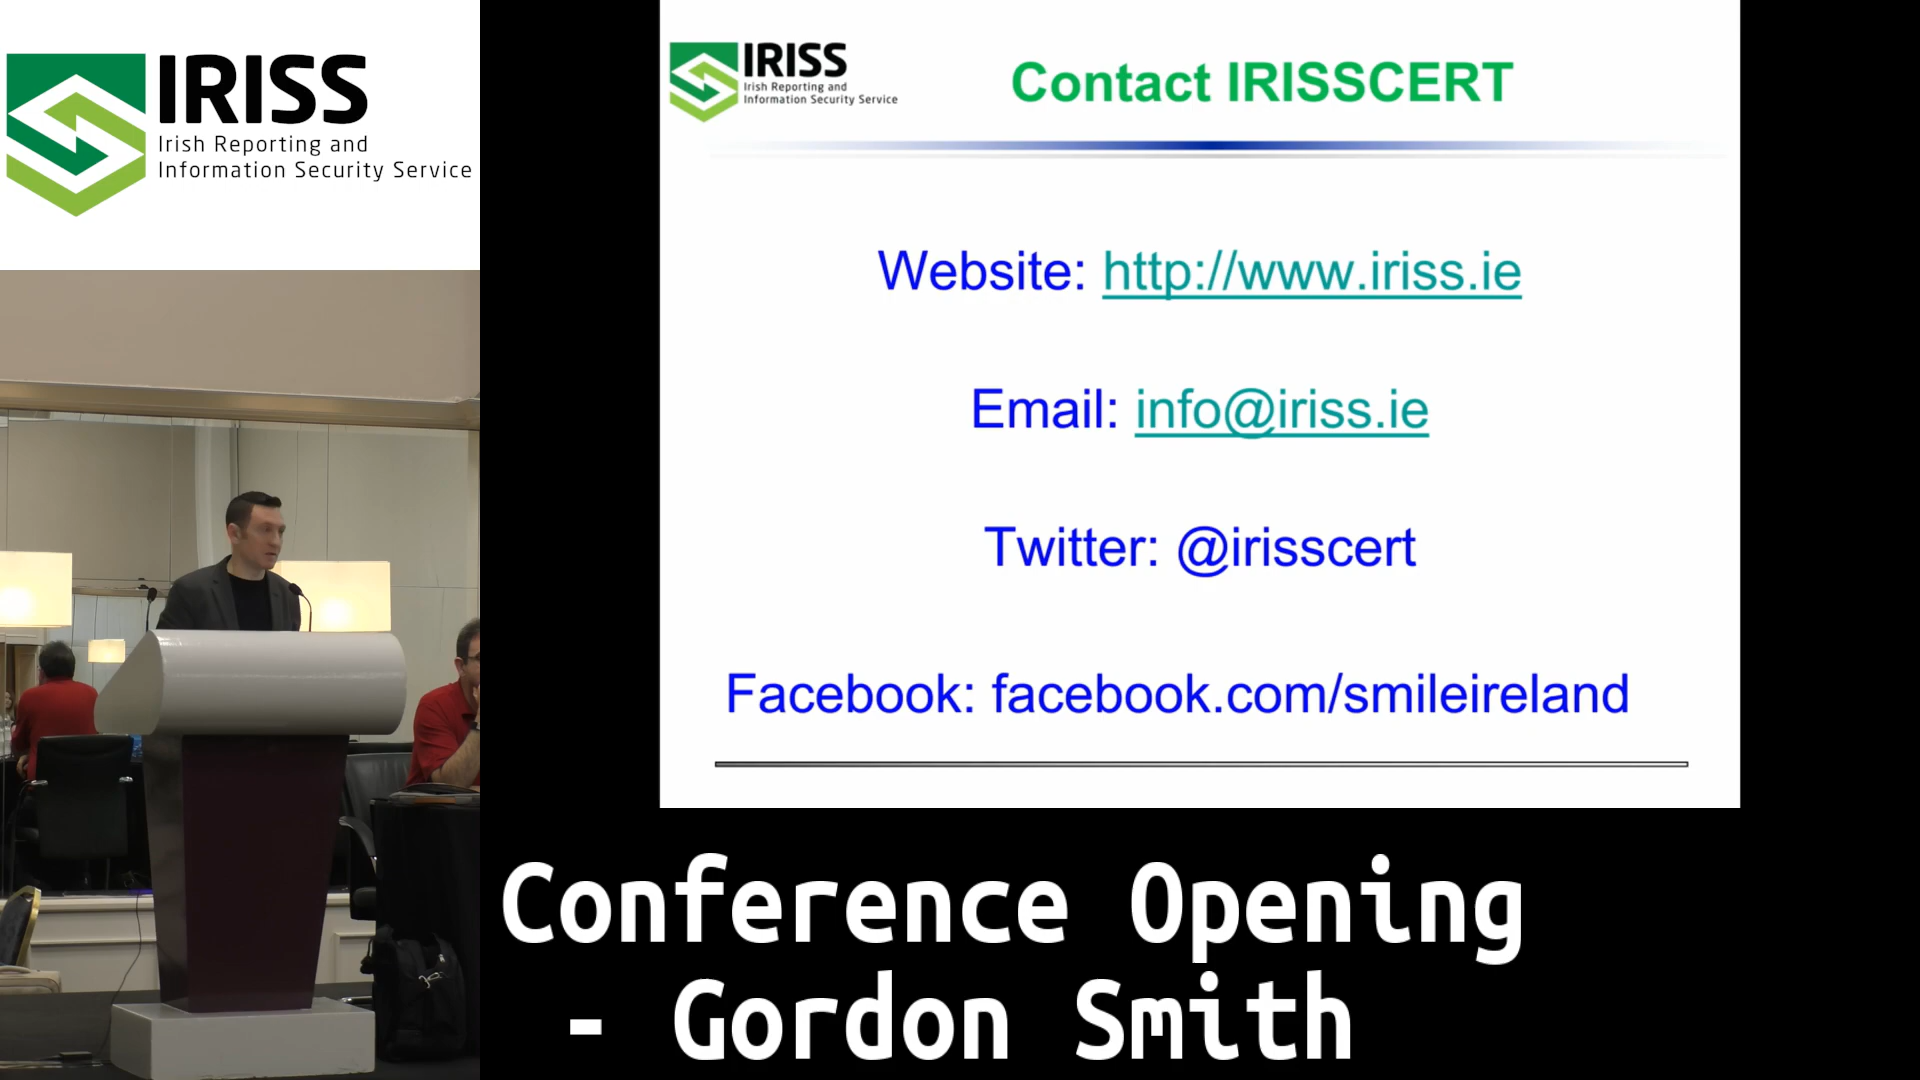 IRISS
Irish Reporting and
Information Security Service
IRISS
Irish Reporting and
Information Security Service
Contact IRISSCERT
Website: http://www.iriss.ie
Email: info@iriss.ie
Twitter: @irisscert
Facebook: facebook.com/smileireland
Conference Opening
- Gordon Smith